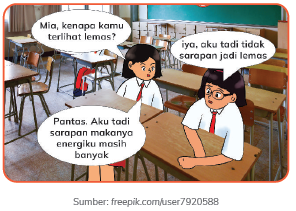 Mia, kenapa kamu
terlihat lemas?
iya, aku tadi tidak
sarapan jadi lemas
Pantas. Aku tadi
sarapan makanya
energiku masih
banyak
Sumber: freepik.com/user7920588